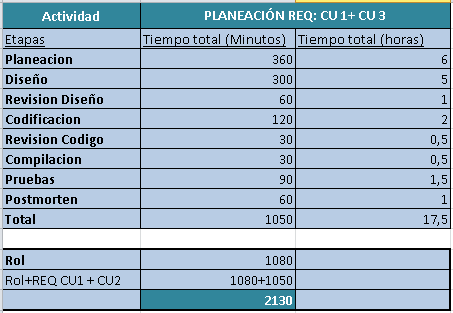 Actividad PLANEACIÓN REQ: CU 1+ CU 3
Etapas Tiempo total (Minutos) Tiempo total (horas)
Planeacion 360 6
Diseño 300 5
Revision Diseño 60 1
Codificacion 120 2
Revision Codigo 30 0,5
Compilacion 30 0,5
Pruebas 90 1,5
Postmorten 60 1
Total 1050 17,5
Rol 1080
Rol+REQ CU1 + CU2 1080+1050
2130